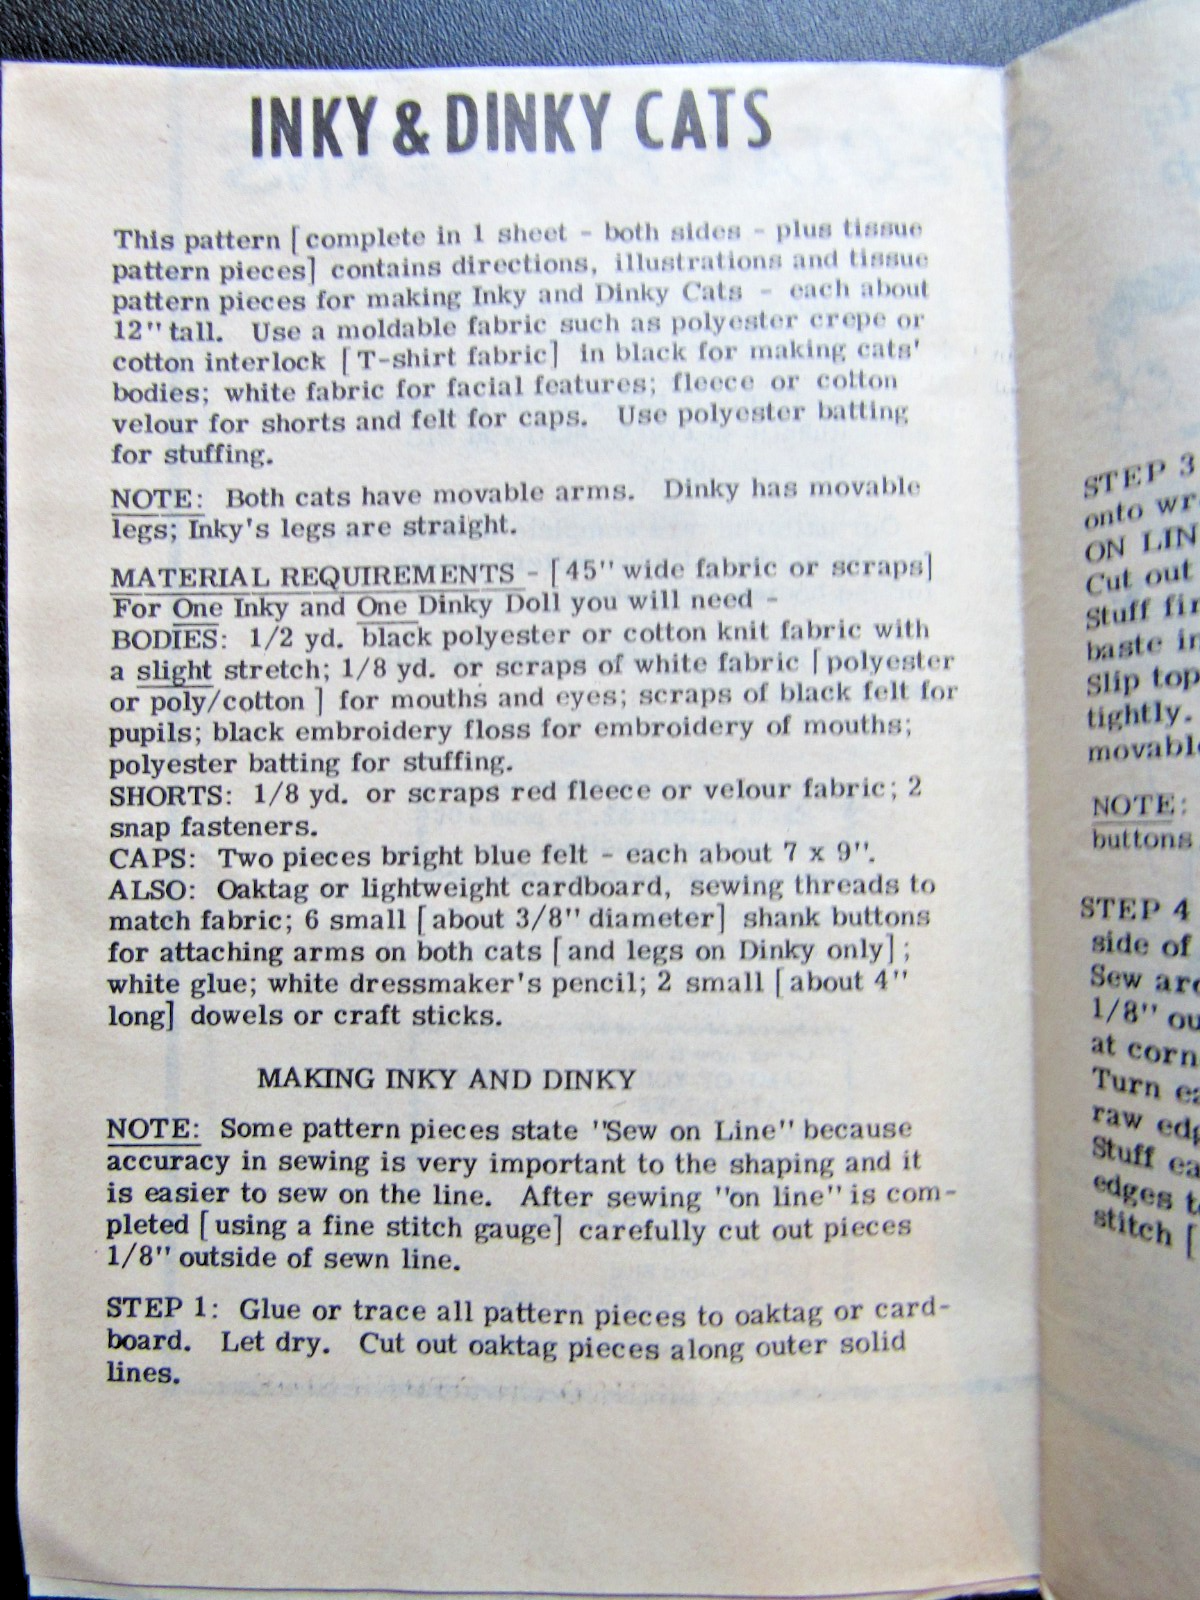 INKY & DINKY CATS
This pattern [complete in 1 sheet - both sides - plus tissue
pattern pieces] contains directions, illustrations and tissue
pattern pieces for making Inky and Dinky Cats - each about
12" tall. Use a moldable fabric such as polyester crepe or
cotton interlock [T-shirt fabric] in black for making cats'
bodies; white fabric for facial features; fleece or cotton
velour for shorts and felt for caps. Use polyester batting
for stuffing.
NOTE: Both cats have movable arms. Dinky has movable
legs; Inky's legs are straight.
MATERIAL REQUIREMENTS - [45" wide fabric or scraps]
For One Inky and One Dinky Doll you will need -
BODIES: 1/2 yd. black polyester or cotton knit fabric with
a slight stretch; 1/8 yd. or scraps of white fabric [polyester
or poly/cotton ] for mouths and eyes; scraps of black felt for
pupils; black embroidery floss for embroidery of mouths;
polyester batting for stuffing.
SHORTS: 1/8 yd. or scraps red fleece or velour fabric; 2
snap fasteners.
CAPS: Two pieces bright blue felt - each about 7 x 9".
ALSO: Oaktag or lightweight cardboard, sewing threads to
match fabric; 6 small [about 3/8" diameter] shank buttons
for attaching arms on both cats [and legs on Dinky only];
white glue; white dressmaker's pencil; 2 small [about 4"
long] dowels or craft sticks.
MAKING INKY AND DINKY
NOTE: Some pattern pieces state "Sew on Line" because
accuracy in sewing is very important to the shaping and it
is easier to sew on the line. After sewing "on line" is com-
pleted [using a fine stitch gauge] carefully cut out pieces
1/8" outside of sewn line.
STEP 1: Glue or trace all pattern pieces to oaktag or card-
board. Let dry. Cut out oaktag pieces along outer solid
lines.
STEP 3
onto
ON LIN
Cut out
Stuff
baste
Slip top
tightly.
NOTE:
buttons
STEP 4
side of
Sew
1/8"
at
Turn
raw
Stuff
edges
stitch [